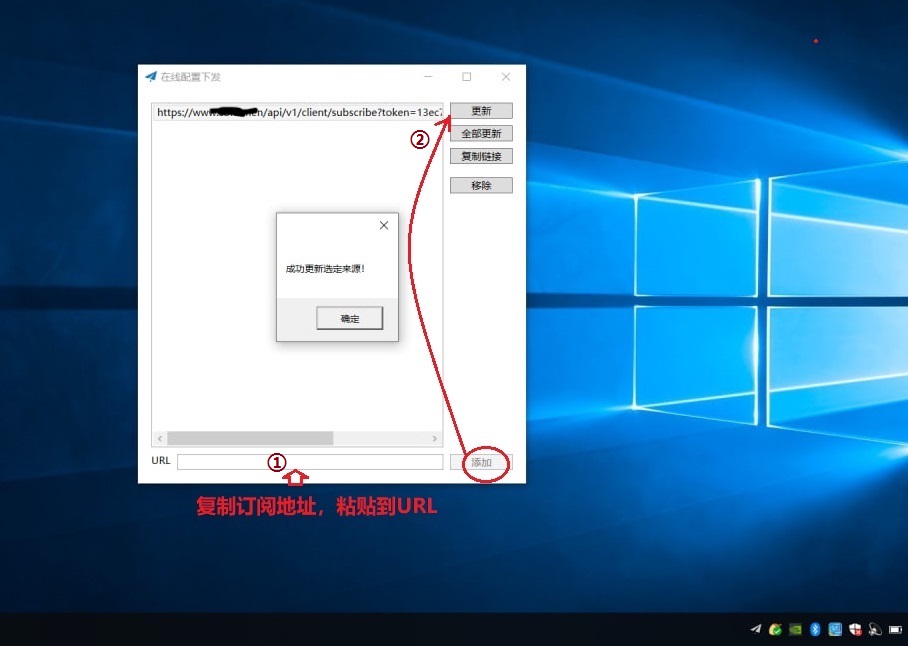 在线配置下发
https://www. en/api/v1/client/subscribe?token=13ec
更新
②
全部更新
复制链接
移除
成功更新选定来源!
确定
URL
①
添加
复制订阅地址，粘贴到URL